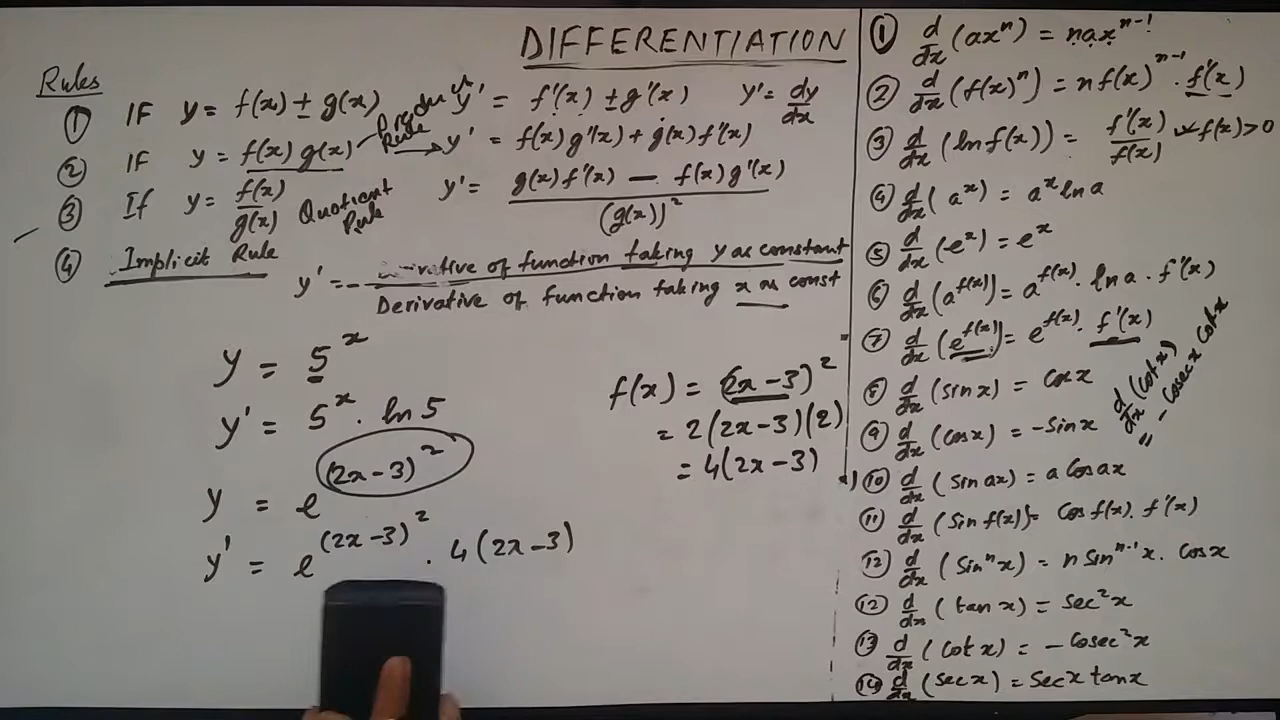 DIFFERENTIATION
Rules
① IF y = f(x) ± g(x) y' = f'(x) ± g'(x) y' = dy/dx
② IF y = f(x) g(x) Product Rule → y' = f(x) g'(x) + g(x) f'(x)
③ If y = f(x)/g(x) Quotient Rule y' = g(x) f'(x) − f(x) g'(x) / (g(x))²
④ Implicit Rule y' = − Derivative of function taking y as constant
Derivative of function taking x as const
y = 5^x
y' = 5^x . ln 5
y = e^(2x−3)²
y' = e^(2x−3)² . 4(2x−3)
f(x) = (2x−3)²
= 2(2x−3)(2)
= 4(2x−3)
① d/dx (ax^n) = nax^n-1
② d/dx (f(x)^n) = n f(x)^n-1 . f'(x)
③ d/dx (ln f(x)) = f'(x)/f(x) f(x)>0
④ d/dx (a^x) = a^x ln a
⑤ d/dx (e^x) = e^x
⑥ d/dx (a^f(x)) = a^f(x) . ln a . f'(x)
⑦ d/dx (e^f(x)) = e^f(x) . f'(x)
⑧ d/dx (sin x) = cos x
⑨ d/dx (cos x) = −sin x
⑩ d/dx (sin ax) = a cos ax
⑪ d/dx (sin f(x)) = cos f(x) . f'(x)
⑫ d/dx (sin^n x) = n sin^n-1 x . cos x
⑫ d/dx (tan x) = sec² x
⑬ d/dx (cot x) = − cosec² x
⑭ d/dx (sec x) = sec x tan x
d/dx (cot x)
= − cosec x cot x